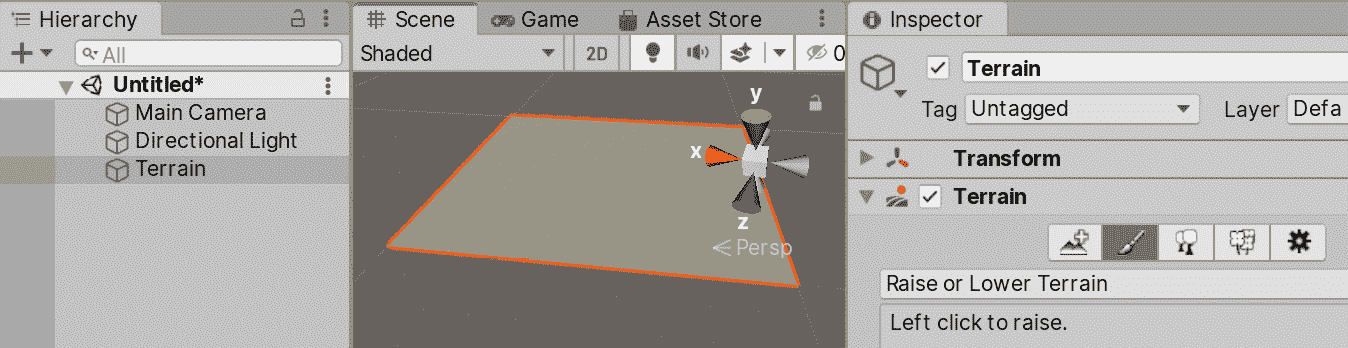 Hierarchy
All
Untitled*
Main Camera
Directional Light
Terrain
Scene
Game
Asset Store
Shaded
2D
0
y
x
z
Persp
Inspector
Terrain
Tag Untagged Layer Defa
Transform
Terrain
Raise or Lower Terrain
Left click to raise.